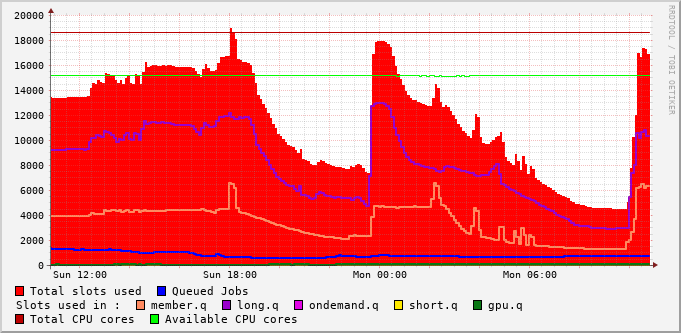 20000
18000
16000
14000
12000
10000
8000
6000
4000
2000
0
Sun 12:00 Sun 18:00 Mon 00:00 Mon 06:00
Total slots used Queued Jobs
Slots used in : member.q long.q ondemand.q short.q gpu.q
Total CPU cores Available CPU cores
RRDTOOL / TOBI OETIKER